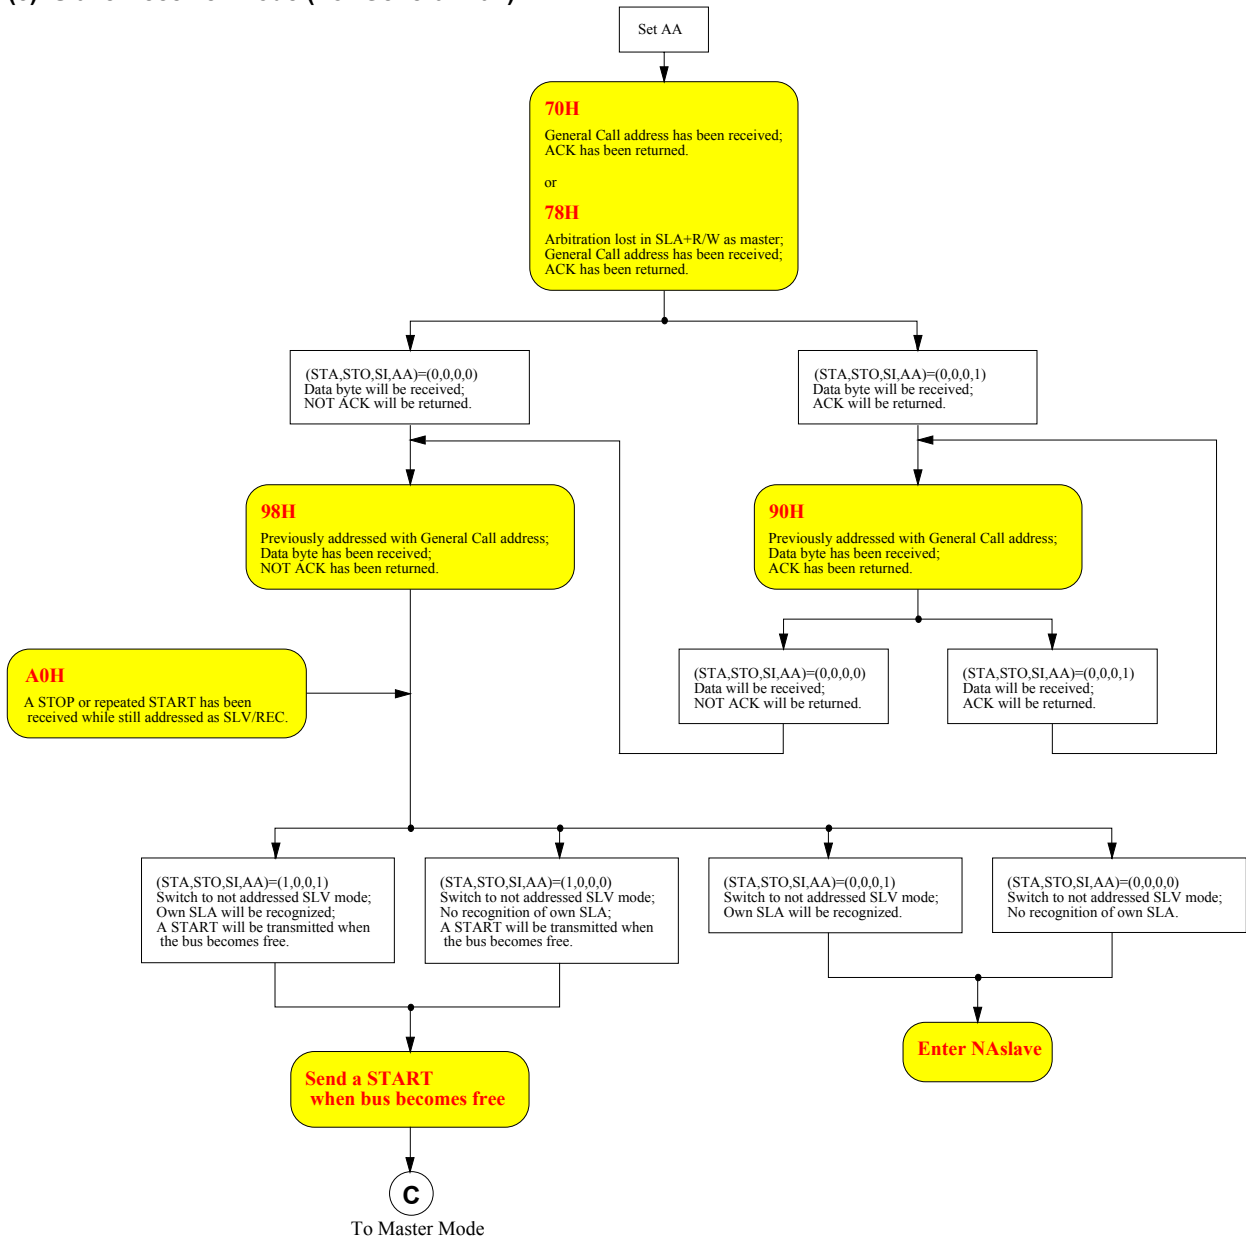 Set AA
70H
General Call address has been received;
ACK has been returned.
or
78H
Arbitration lost in SLA+R/W as master;
General Call address has been received;
ACK has been returned.
(STA,STO,SI,AA)=(0,0,0,0)
Data byte will be received;
NOT ACK will be returned.
(STA,STO,SI,AA)=(0,0,0,1)
Data byte will be received;
ACK will be returned.
98H
Previously addressed with General Call address;
Data byte has been received;
NOT ACK has been returned.
90H
Previously addressed with General Call address;
Data byte has been received;
ACK has been returned.
A0H
A STOP or repeated START has been
received while still addressed as SLV/REC.
(STA,STO,SI,AA)=(0,0,0,0)
Data will be received;
NOT ACK will be returned.
(STA,STO,SI,AA)=(0,0,0,1)
Data will be received;
ACK will be returned.
(STA,STO,SI,AA)=(1,0,0,1)
Switch to not addressed SLV mode;
Own SLA will be recognized;
A START will be transmitted when
the bus becomes free.
(STA,STO,SI,AA)=(1,0,0,0)
Switch to not addressed SLV mode;
No recognition of own SLA;
A START will be transmitted when
the bus becomes free.
(STA,STO,SI,AA)=(0,0,0,1)
Switch to not addressed SLV mode;
Own SLA will be recognized.
(STA,STO,SI,AA)=(0,0,0,0)
Switch to not addressed SLV mode;
No recognition of own SLA.
Send a START
when bus becomes free
Enter NAslave
C
To Master Mode